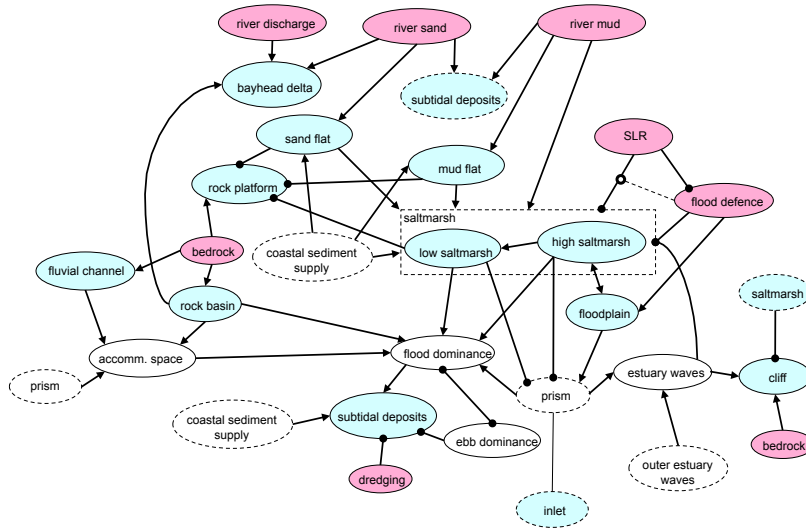 river discharge
river sand
river mud
bayhead delta
subtidal deposits
sand flat
SLR
mud flat
rock platform
flood defence
saltmarsh
low saltmarsh
high saltmarsh
bedrock
coastal sediment
supply
fluvial channel
saltmarsh
rock basin
floodplain
accomm. space
flood dominance
prism
estuary waves
cliff
prism
coastal sediment
supply
subtidal deposits
ebb dominance
bedrock
outer estuary
waves
dredging
inlet